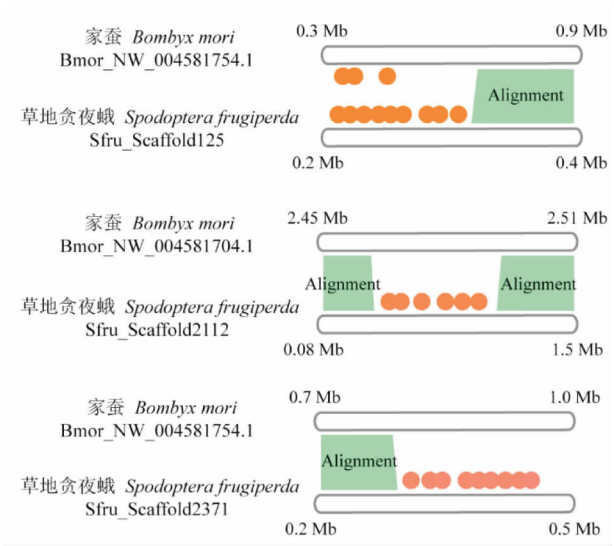 0.3 Mb 0.9 Mb
家蚕 Bombyx mori
Bmor_NW_004581754.1
Alignment
草地贪夜蛾 Spodoptera frugiperda
Sfru_Scaffold125
0.2 Mb 0.4 Mb
2.45 Mb 2.51 Mb
家蚕 Bombyx mori
Bmor_NW_004581704.1
Alignment Alignment
草地贪夜蛾 Spodoptera frugiperda
Sfru_Scaffold2112
0.08 Mb 1.5 Mb
0.7 Mb 1.0 Mb
家蚕 Bombyx mori
Bmor_NW_004581754.1
Alignment
草地贪夜蛾 Spodoptera frugiperda
Sfru_Scaffold2371
0.2 Mb 0.5 Mb